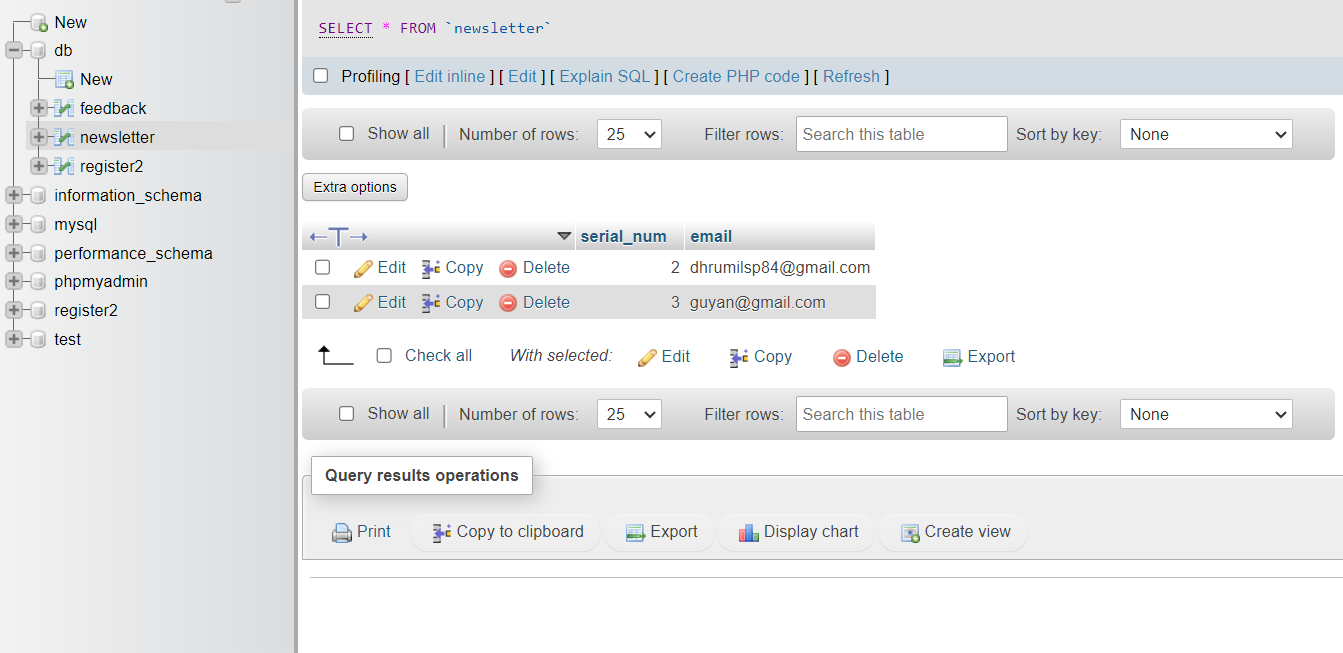 New
db
New
feedback
newsletter
register2
information_schema
mysql
performance_schema
phpmyadmin
register2
test
SELECT * FROM `newsletter`
Profiling [ Edit inline ] [ Edit ] [ Explain SQL ] [ Create PHP code ] [ Refresh ]
Show all | Number of rows: 25 Filter rows: Search this table Sort by key: None
Extra options
←T→ serial_num email
Edit Copy Delete 2 dhrumilsp84@gmail.com
Edit Copy Delete 3 guyan@gmail.com
Check all With selected: Edit Copy Delete Export
Show all | Number of rows: 25 Filter rows: Search this table Sort by key: None
Query results operations
Print Copy to clipboard Export Display chart Create view